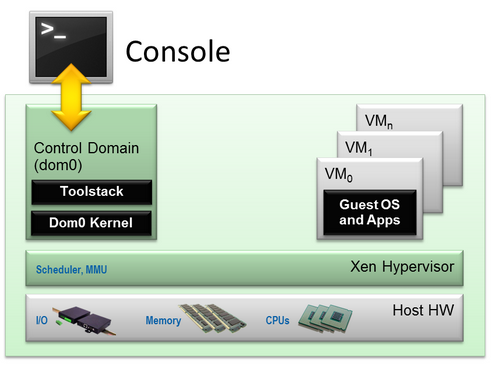 >_
Console
Control Domain
(dom0)
Toolstack
Dom0 Kernel
VMn
VM1
VM0
Guest OS
and Apps
Scheduler, MMU
Xen Hypervisor
I/O
Memory
CPUs
Host HW